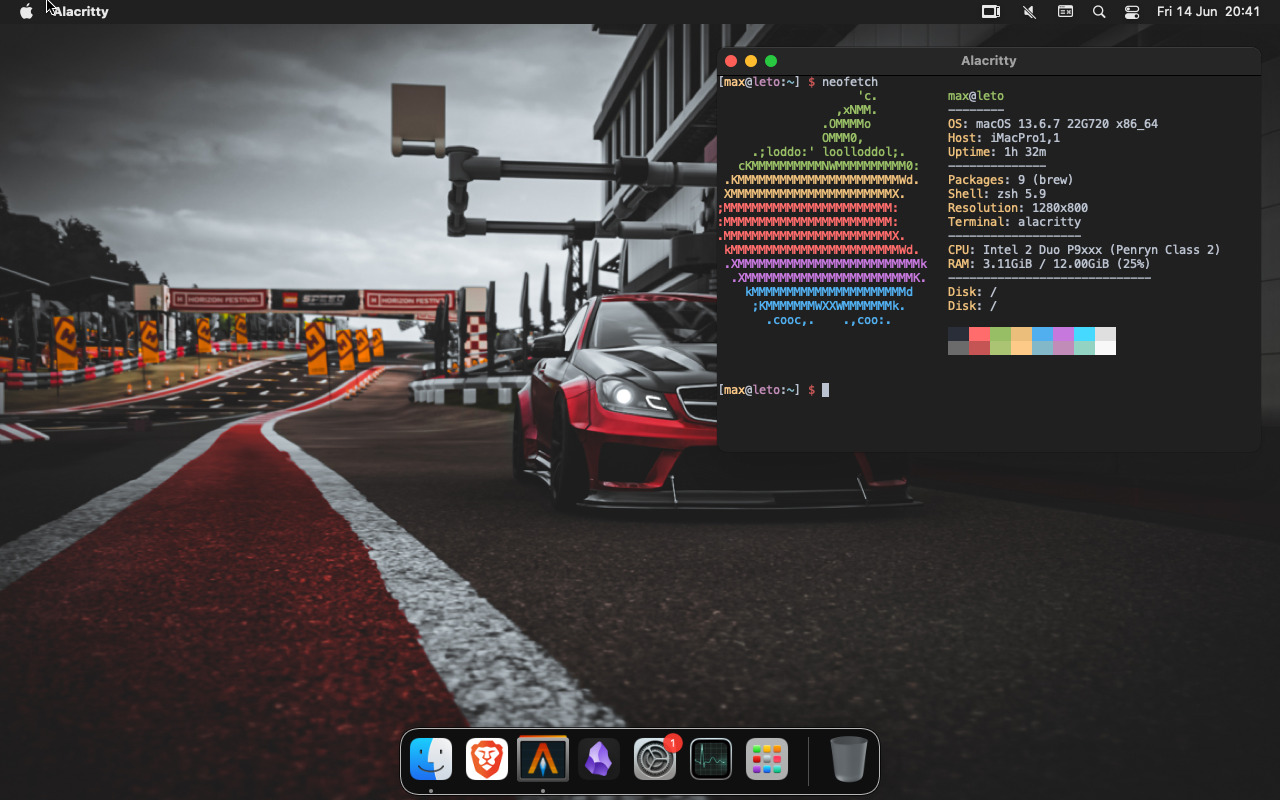 Alacritty
Fri 14 Jun 20:41
Alacritty
[max@leto:~] $ neofetch
'c.
,xNMM.
.OMMMMo
OMMM0,
.;loddo:' loolloddol;.
cKMMMMMMMMMMNWMMMMMMMMMM0:
.KMMMMMMMMMMMMMMMMMMMMMMMWd.
XMMMMMMMMMMMMMMMMMMMMMMMX.
;MMMMMMMMMMMMMMMMMMMMMMMM:
:MMMMMMMMMMMMMMMMMMMMMMMM:
.MMMMMMMMMMMMMMMMMMMMMMMMX.
kMMMMMMMMMMMMMMMMMMMMMMMMWd.
.XMMMMMMMMMMMMMMMMMMMMMMMMMMk
.XMMMMMMMMMMMMMMMMMMMMMMMMK.
kMMMMMMMMMMMMMMMMMMMMMMd
;KMMMMMMMWXXWMMMMMMMk.
.cooc,. .,coo:.
max@leto
--------
OS: macOS 13.6.7 22G720 x86_64
Host: iMacPro1,1
Uptime: 1h 32m
--------------
Packages: 9 (brew)
Shell: zsh 5.9
Resolution: 1280x800
Terminal: alacritty
-------------------
CPU: Intel 2 Duo P9xxx (Penryn Class 2)
RAM: 3.11GiB / 12.00GiB (25%)
-----------------------------
Disk: /
Disk: /
[max@leto:~] $
HORIZON FESTIVAL
LEGO SPEED
HORIZON FESTIVAL
1